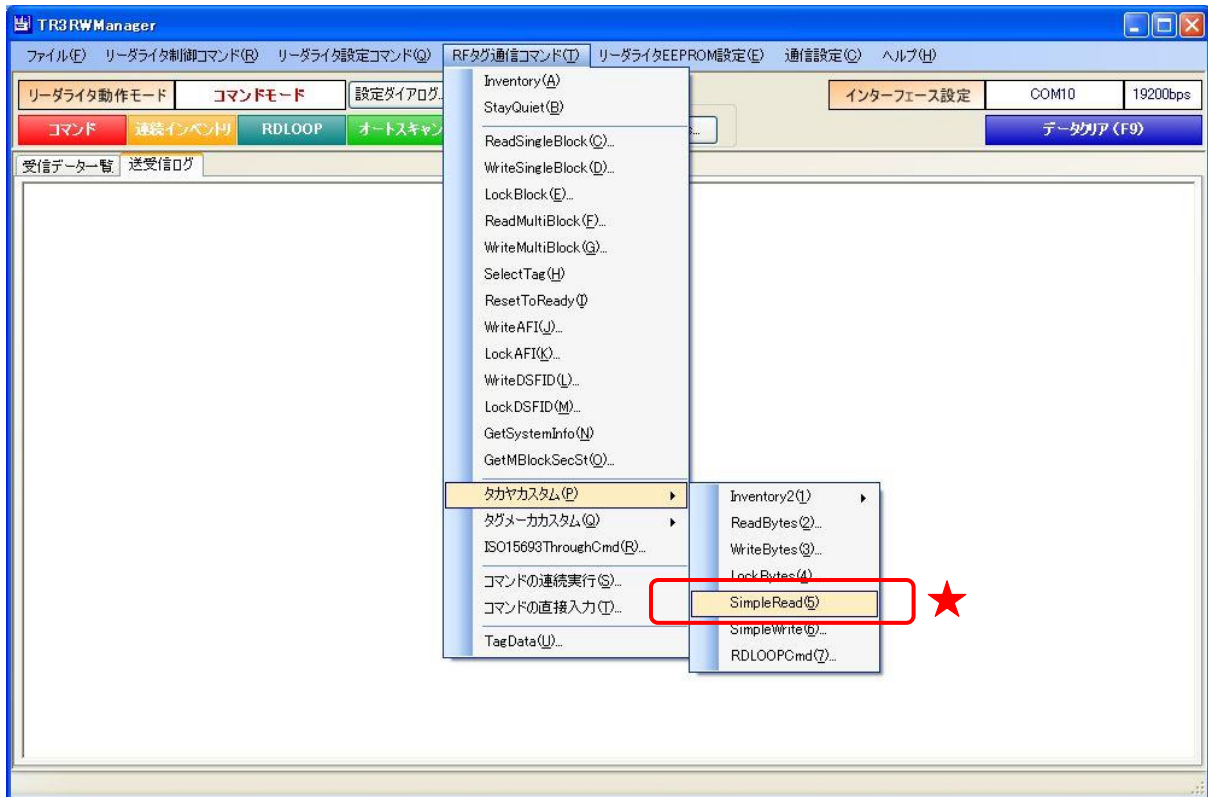 TR3RWManager
ファイル(F) リーダライタ制御コマンド(R) リーダライタ設定コマンド(Q) RFタグ通信コマンド(T) リーダライタEEPROM設定(E) 通信設定(C) ヘルプ(H)
リーダライタ動作モード コマンドモード 設定ダイアログ... インターフェース設定 COM10 19200bps
コマンド 連続インベントリ RDLOOP オートスキャン データクリア(F9)
受信データ一覧 送受信ログ
Inventory(A)
StayQuiet(B)
ReadSingleBlock(C)...
WriteSingleBlock(D)...
LockBlock(E)...
ReadMultiBlock(F)...
WriteMultiBlock(G)...
SelectTag(H)
ResetToReady(I)
WriteAFI(J)...
LockAFI(K)...
WriteDSFID(L)...
LockDSFID(M)...
GetSystemInfo(N)
GetMBlockSecSt(O)...
タカヤカスタム(P)
タグメーカカスタム(Q)
ISO15693ThroughCmd(R)...
コマンドの連続実行(S)...
コマンドの直接入力(T)...
TagData(U)...
Inventory2(1)
ReadBytes(2)...
WriteBytes(3)...
LockBytes(4)
SimpleRead(5)
SimpleWrite(6)...
RDLOOPCmd(7)...